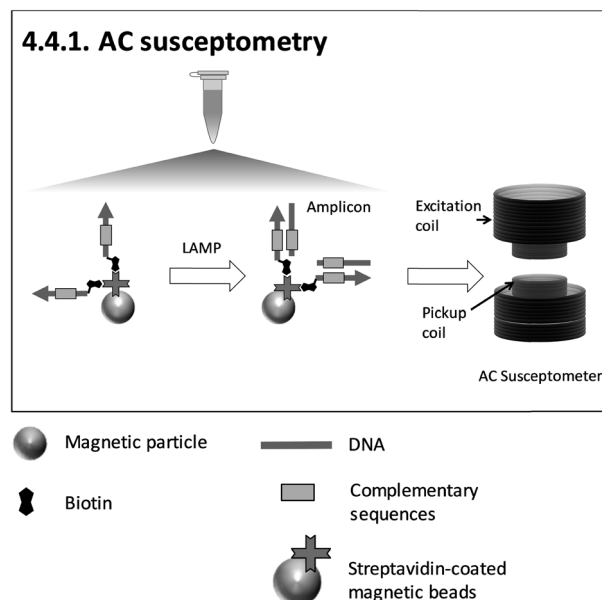 4.4.1. AC susceptometry
Amplicon
LAMP
Excitation
coil
Pickup
coil
AC Susceptometer
Magnetic particle
DNA
Biotin
Complementary
sequences
Streptavidin-coated
magnetic beads